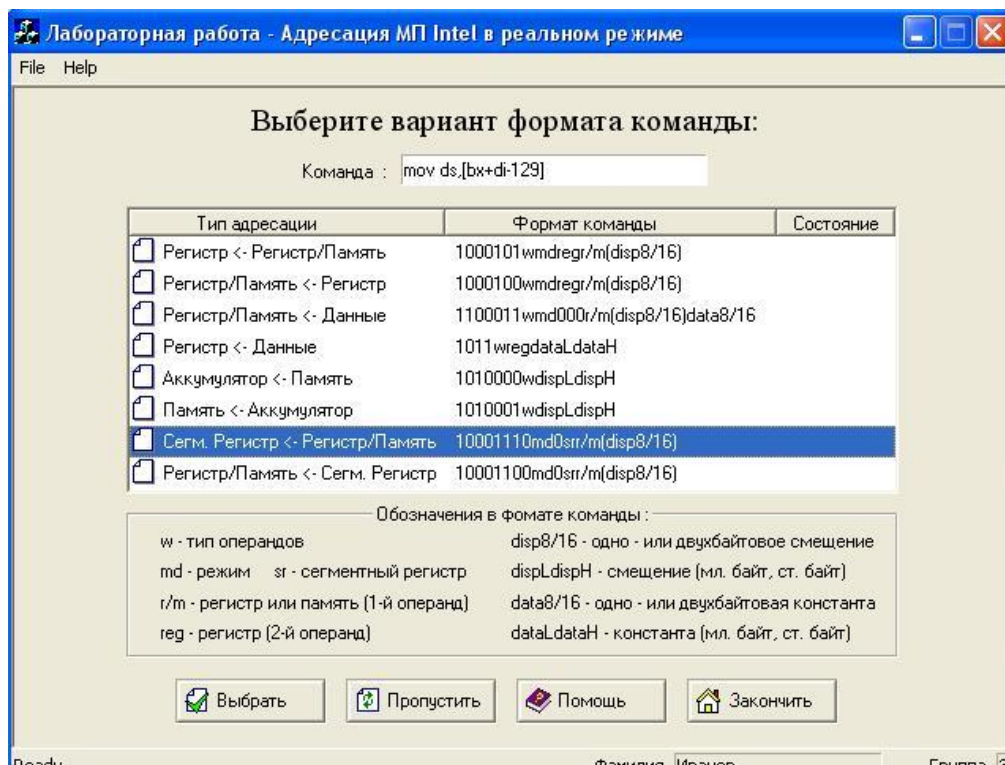 Лабораторная работа - Адресация МП Intel в реальном режиме
File Help
Выберите вариант формата команды:
Команда : mov ds,[bx+di-129]
Тип адресации Формат команды Состояние
Регистр <- Регистр/Память 1000101wmdregr/m(disp8/16)
Регистр/Память <- Регистр 1000100wmdregr/m(disp8/16)
Регистр/Память <- Данные 1100011wmd000r/m(disp8/16)data8/16
Регистр <- Данные 1011wregdataLdataH
Аккумулятор <- Память 1010000wdispLdispH
Память <- Аккумулятор 1010001wdispLdispH
Сегм. Регистр <- Регистр/Память 10001110md0srr/m(disp8/16)
Регистр/Память <- Сегм. Регистр 10001100md0srr/m(disp8/16)
Обозначения в фомате команды :
w - тип операндов disp8/16 - одно - или двухбайтовое смещение
md - режим sr - сегментный регистр dispLdispH - смещение (мл. байт, ст. байт)
r/m - регистр или память (1-й операнд) data8/16 - одно - или двухбайтовая константа
reg - регистр (2-й операнд) dataLdataH - константа (мл. байт, ст. байт)
Выбрать Пропустить Помощь Закончить
Ready Фамилия Группа